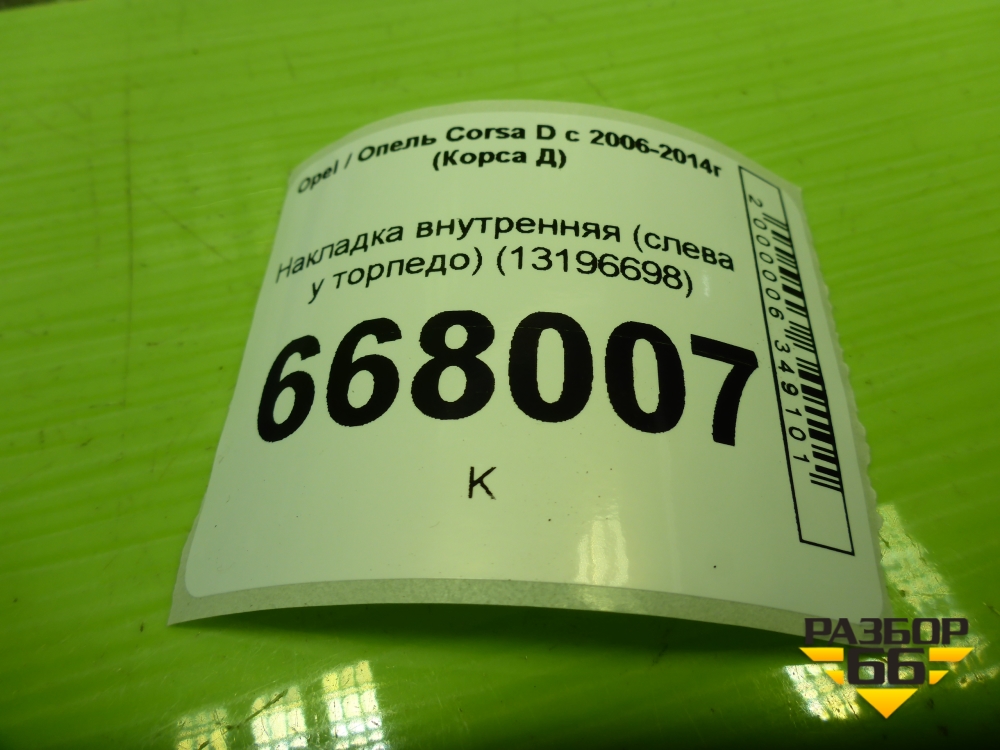 Opel / Опель Corsa D с 2006-2014г
(Корса Д)
Накладка внутренняя (слева
у торпедо) (13196698)
668007
К
2000006349101
РАЗБОР
66